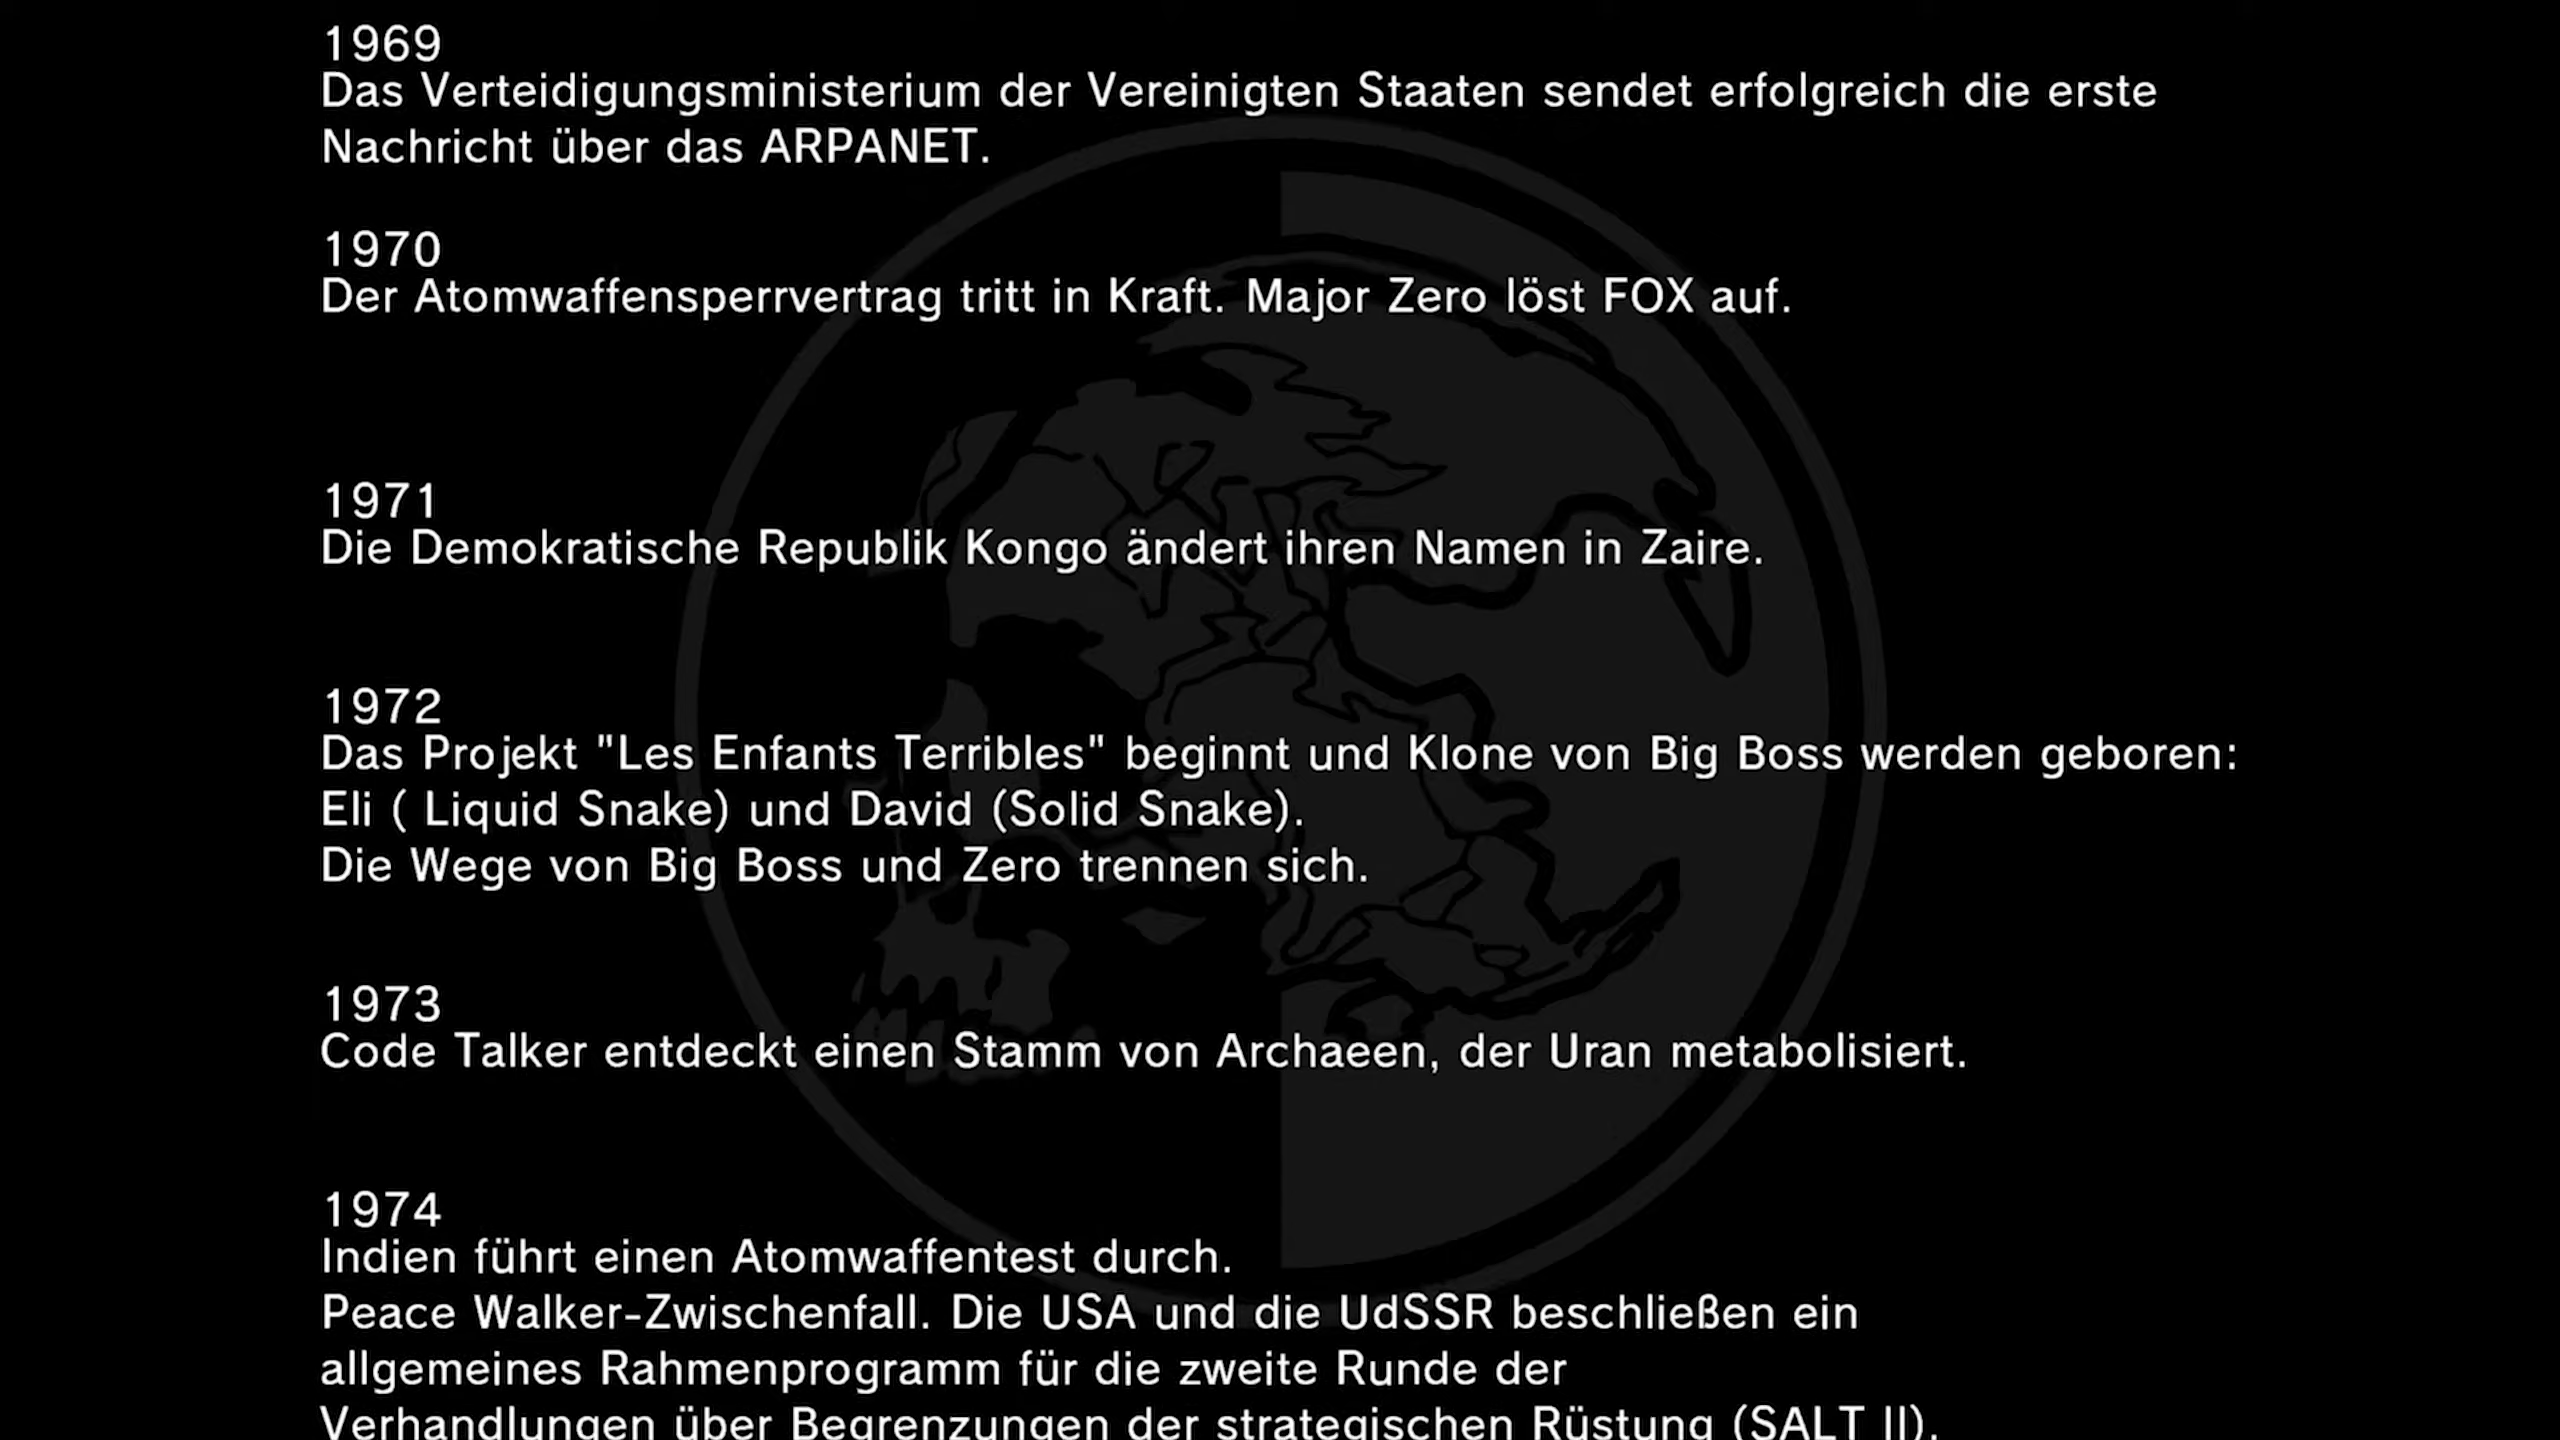 1969
Das Verteidigungsministerium der Vereinigten Staaten sendet erfolgreich die erste
Nachricht über das ARPANET.
1970
Der Atomwaffensperrvertrag tritt in Kraft. Major Zero löst FOX auf.
1971
Die Demokratische Republik Kongo ändert ihren Namen in Zaire.
1972
Das Projekt "Les Enfants Terribles" beginnt und Klone von Big Boss werden geboren:
Eli ( Liquid Snake) und David (Solid Snake).
Die Wege von Big Boss und Zero trennen sich.
1973
Code Talker entdeckt einen Stamm von Archaeen, der Uran metabolisiert.
1974
Indien führt einen Atomwaffentest durch.
Peace Walker-Zwischenfall. Die USA und die UdSSR beschließen ein
allgemeines Rahmenprogramm für die zweite Runde der
Verhandlungen über Begrenzungen der strategischen Rüstung (SALT II).